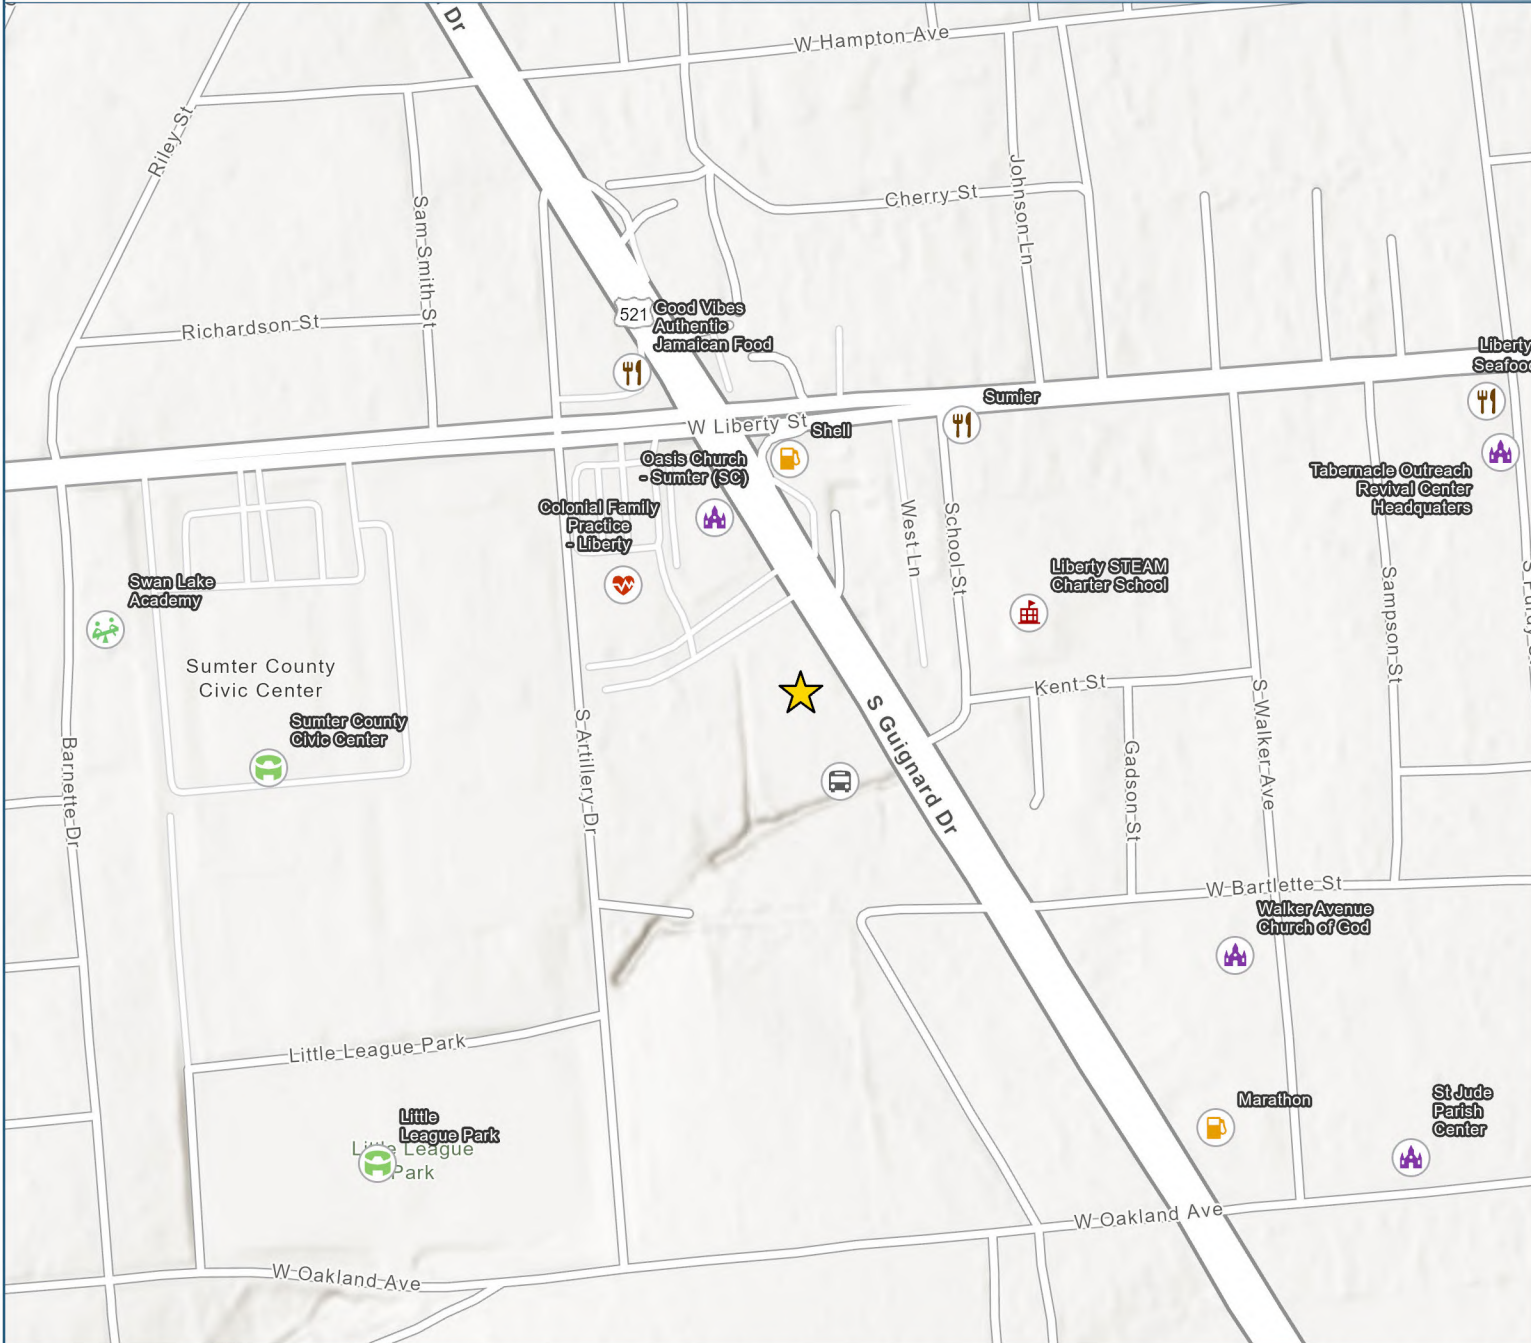 Dr
W Hampton Ave
Riley St
Johnson Ln
Cherry St
Sam Smith St
521
Good Vibes
Authentic
Jamaican Food
Richardson St
Liberty
Sumier
W Liberty St
Shell
Oasis Church
- Sumter (SC)
Tabernacle Outreach
Revival Center
Headquaters
Colonial Family
Practice
- Liberty
West Ln
School St
Liberty STEAM
Charter School
Swan Lake
Academy
Sampson St
Sumter County
Civic Center
Kent St
Sumter County
Civic Center
S Artillery Dr
S Guignard Dr
S Walker Ave
Barnette Dr
Gadson St
W Bartlette St
Walker Avenue
Church of God
Little League Park
Marathon
St Jude
Parish
Center
Little
League Park
League
Park
W Oakland Ave
W Oakland Ave